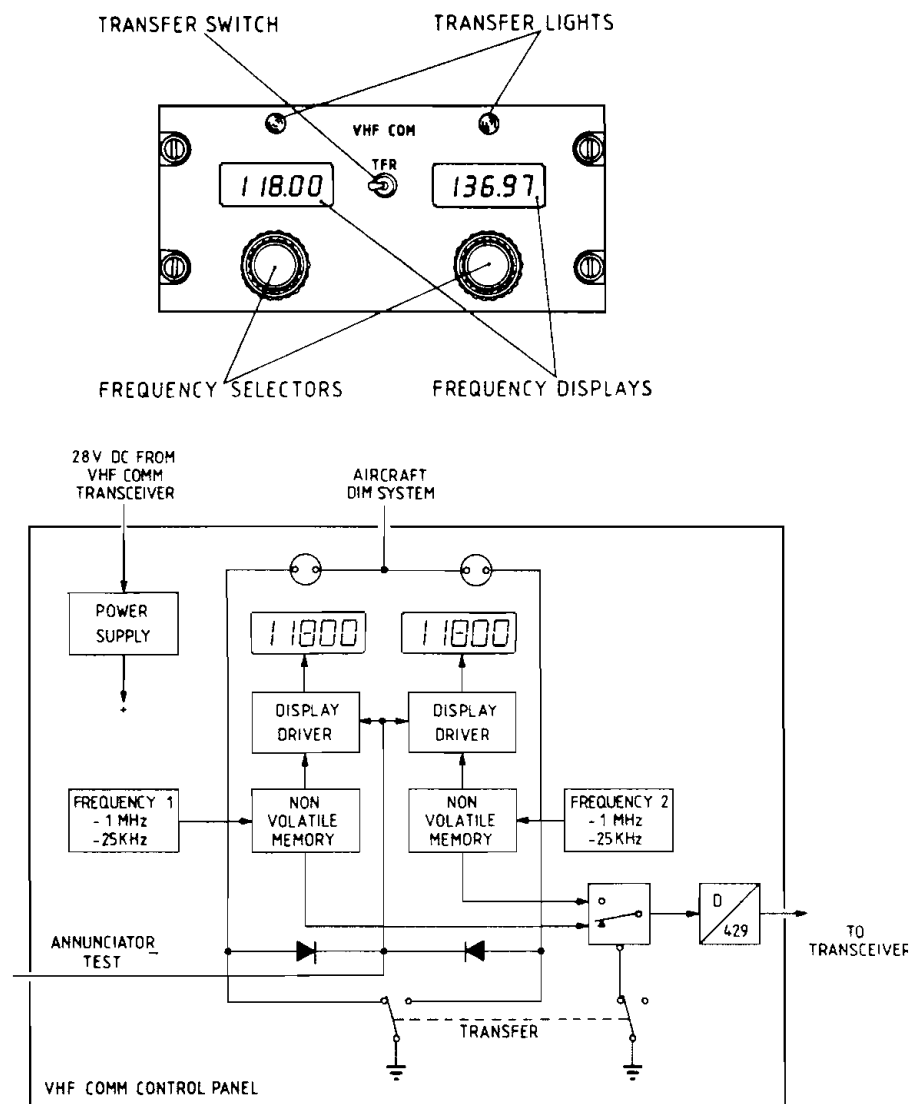 TRANSFER SWITCH
TRANSFER LIGHTS
VHF COM
TFR
118.00
136.97
FREQUENCY SELECTORS
FREQUENCY DISPLAYS
28V DC FROM
VHF COMM
TRANSCEIVER
AIRCRAFT
DIM SYSTEM
POWER
SUPPLY
+
11800
11800
DISPLAY
DRIVER
DISPLAY
DRIVER
FREQUENCY 1
- 1 MHz
-25KHz
NON
VOLATILE
MEMORY
NON
VOLATILE
MEMORY
FREQUENCY 2
- 1 MHz
-25KHz
D
429
TO
TRANSCEIVER
ANNUNCIATOR
TEST
TRANSFER
VHF COMM CONTROL PANEL